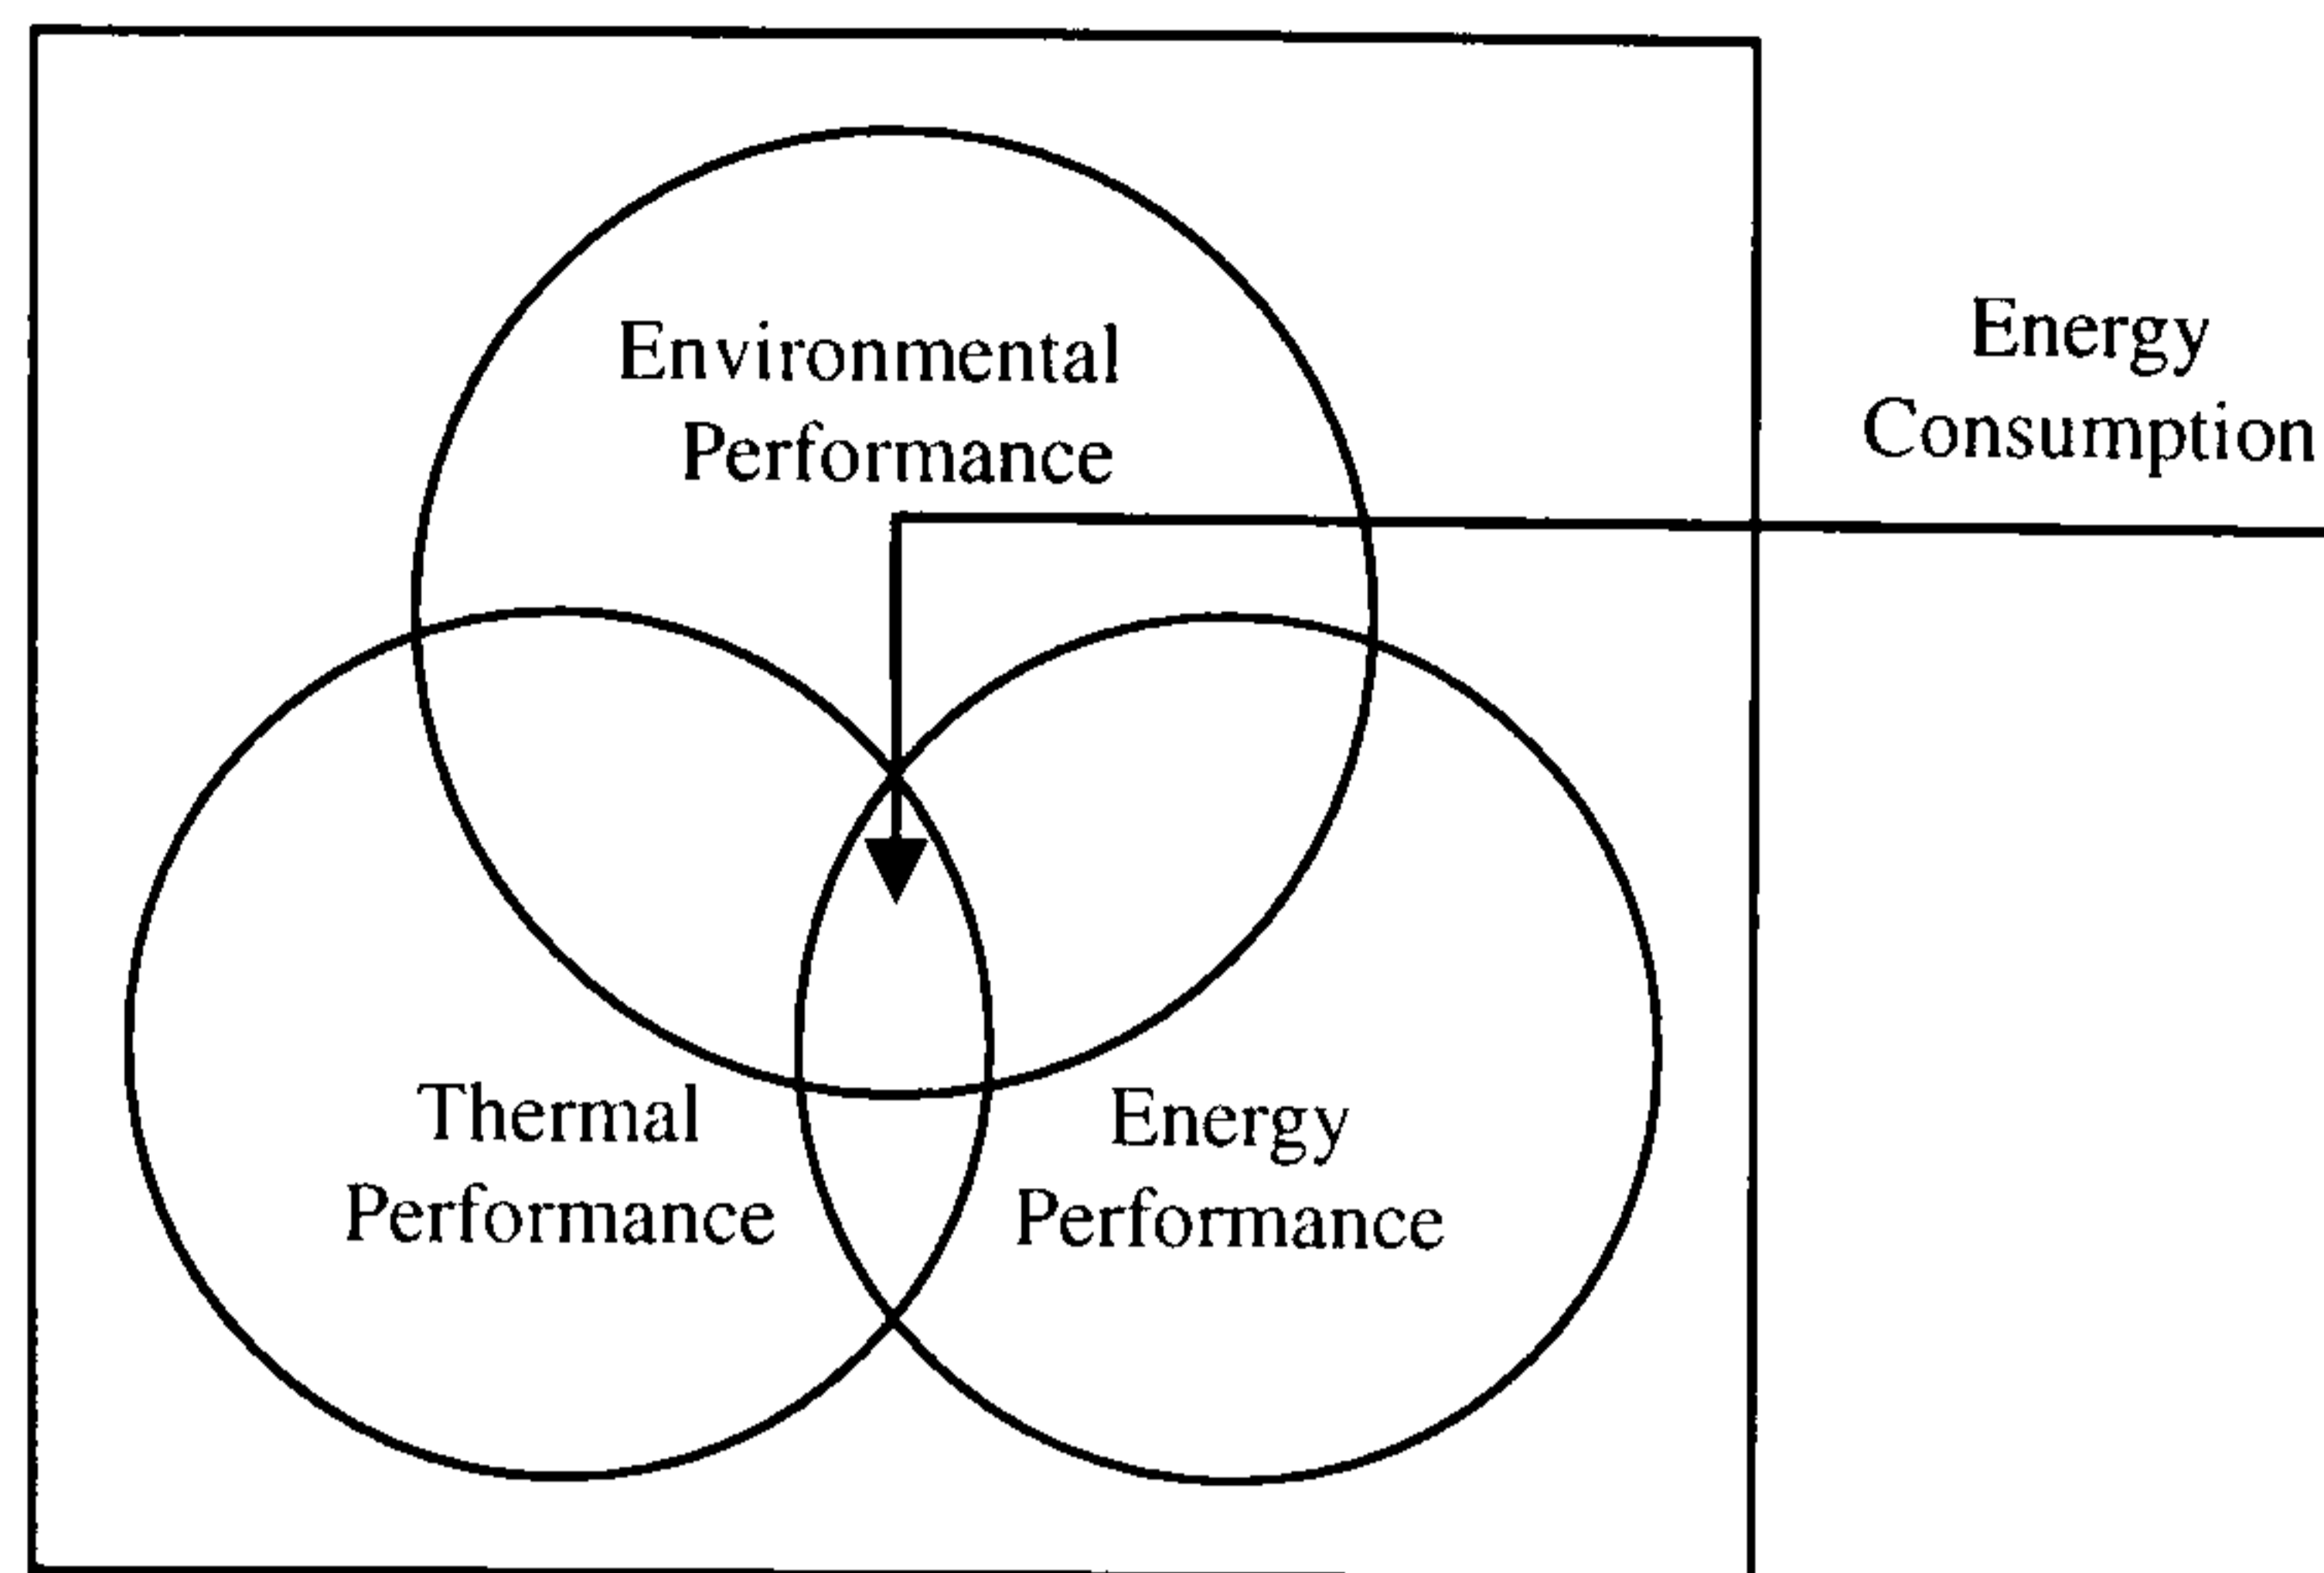 Environmental
Performance
Energy
Consumption
Thermal
Performance
Energy
Performance